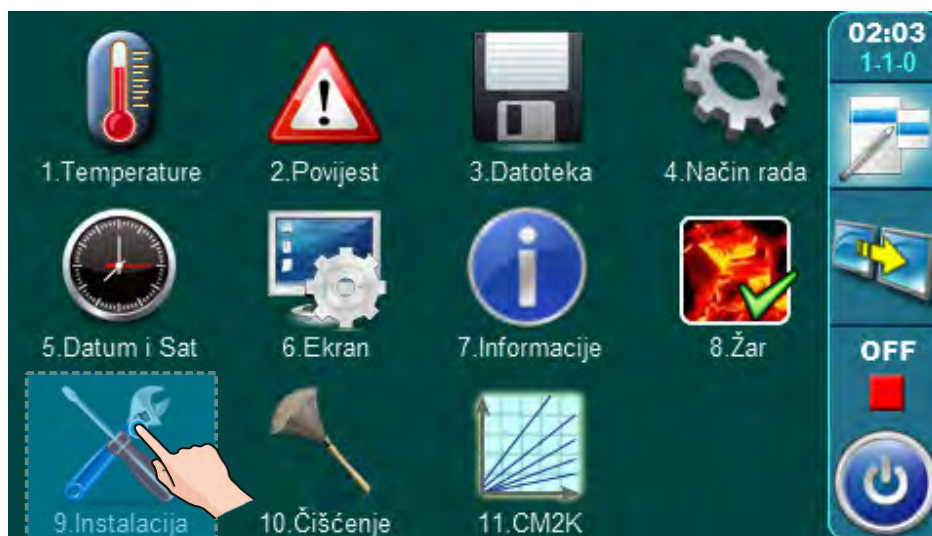 02:03
1-1-0
1.Temperature
2.Povijest
3.Datoteka
4.Način rada
5.Datum i Sat
6.Ekran
7.Informacije
8.Žar
OFF
9.Instalacija
10.Čišćenje
11.CM2K